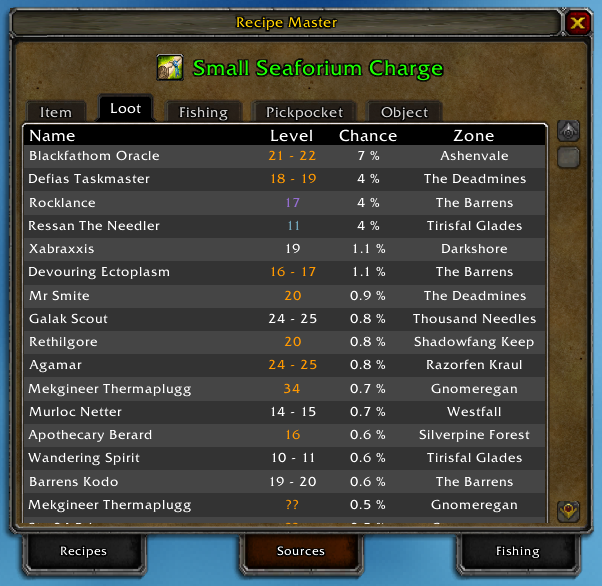 Recipe Master
Small Seaforium Charge
Item Loot Fishing Pickpocket Object
Name Level Chance Zone
Blackfathom Oracle 21 - 22 7 % Ashenvale
Defias Taskmaster 18 - 19 4 % The Deadmines
Rocklance 17 4 % The Barrens
Ressan The Needler 11 4 % Tirisfal Glades
Xabraxxis 19 1.1 % Darkshore
Devouring Ectoplasm 16 - 17 1.1 % The Barrens
Mr Smite 20 0.9 % The Deadmines
Galak Scout 24 - 25 0.8 % Thousand Needles
Rethilgore 20 0.8 % Shadowfang Keep
Agamar 24 - 25 0.8 % Razorfen Kraul
Mekgineer Thermaplugg 34 0.7 % Gnomeregan
Murloc Netter 14 - 15 0.7 % Westfall
Apothecary Berard 16 0.6 % Silverpine Forest
Wandering Spirit 10 - 11 0.6 % Tirisfal Glades
Barrens Kodo 19 - 20 0.6 % The Barrens
Mekgineer Thermaplugg ?? 0.5 % Gnomeregan
Recipes Sources Fishing